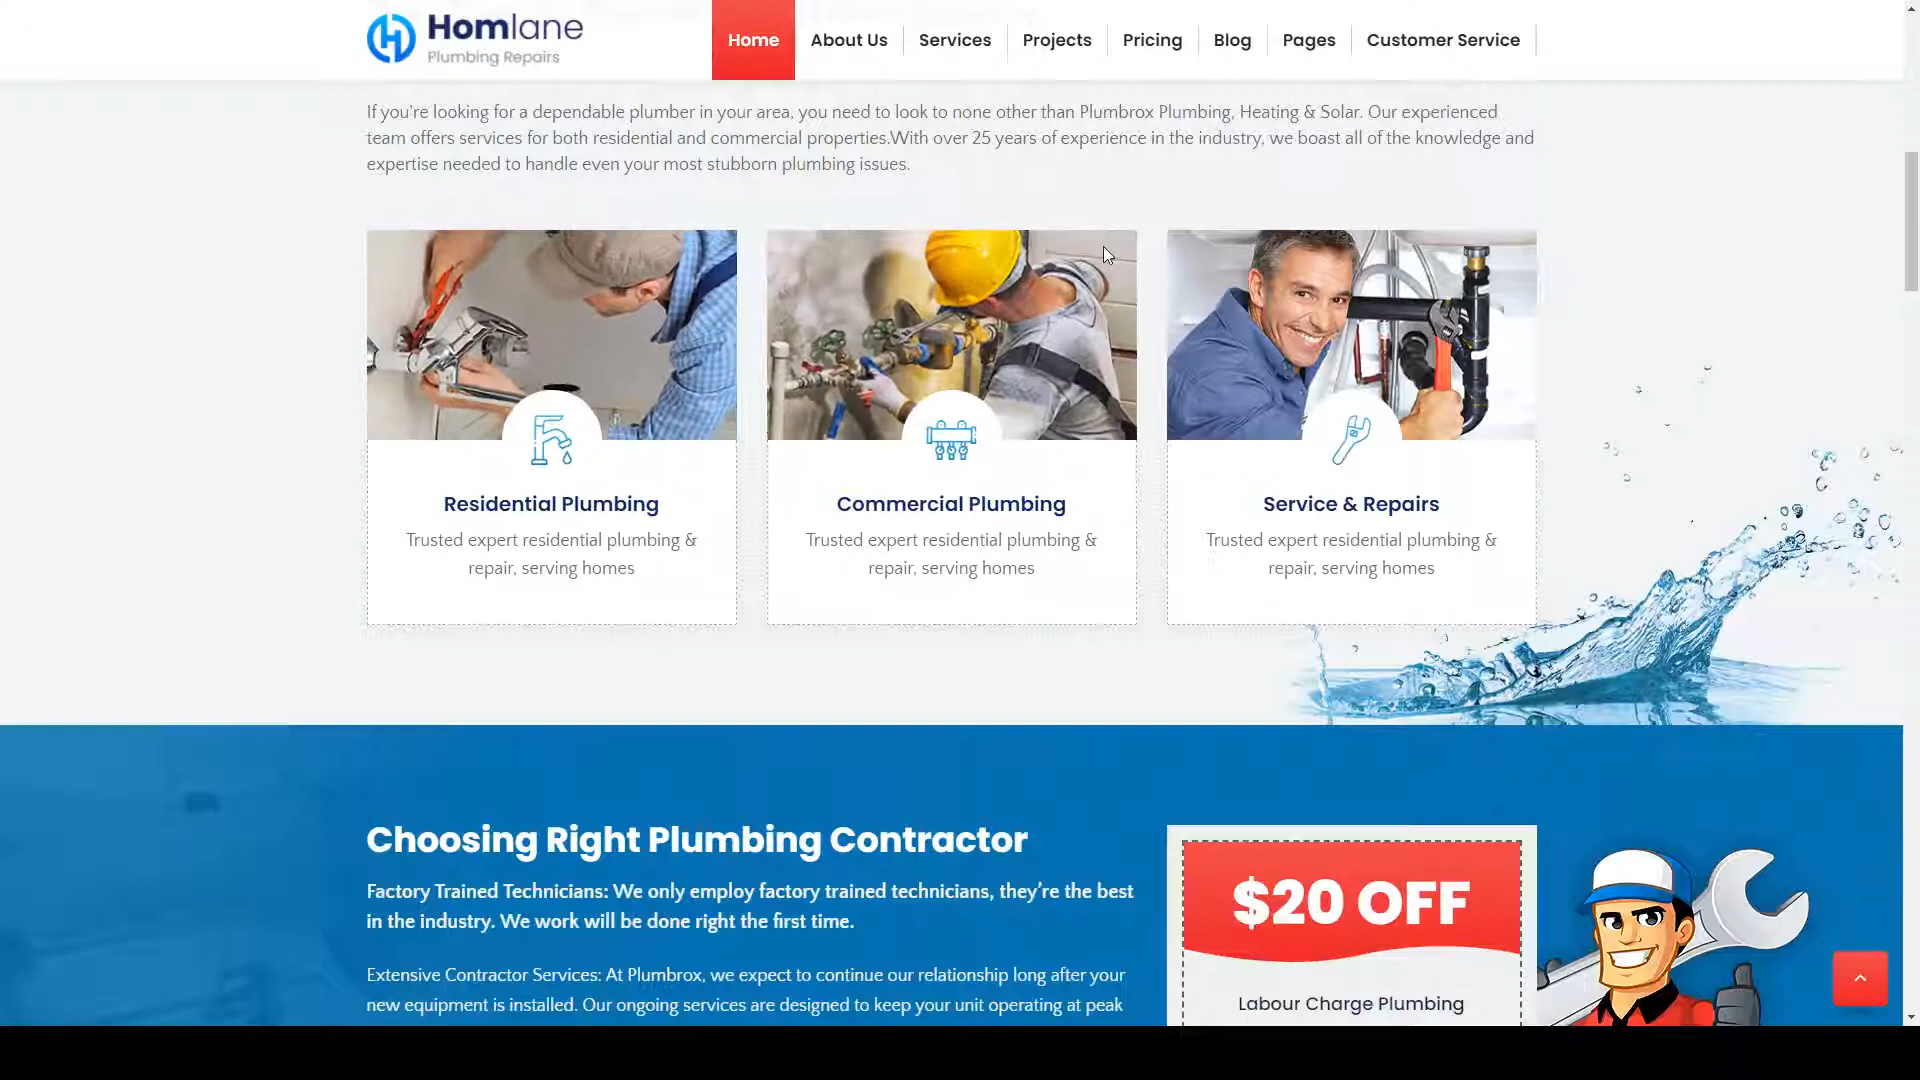 Homlane
Plumbing Repairs
Home
About Us
Services
Projects
Pricing
Blog
Pages
Customer Service
If you're looking for a dependable plumber in your area, you need to look to none other than Plumbrox Plumbing, Heating & Solar. Our experienced
team offers services for both residential and commercial properties.With over 25 years of experience in the industry, we boast all of the knowledge and
expertise needed to handle even your most stubborn plumbing issues.
Residential Plumbing
Trusted expert residential plumbing &
repair, serving homes
Commercial Plumbing
Trusted expert residential plumbing &
repair, serving homes
Service & Repairs
Trusted expert residential plumbing &
repair, serving homes
Choosing Right Plumbing Contractor
Factory Trained Technicians: We only employ factory trained technicians, they’re the best
in the industry. We work will be done right the first time.
Extensive Contractor Services: At Plumbrox, we expect to continue our relationship long after your
new equipment is installed. Our ongoing services are designed to keep your unit operating at peak
$20 OFF
Labour Charge Plumbing